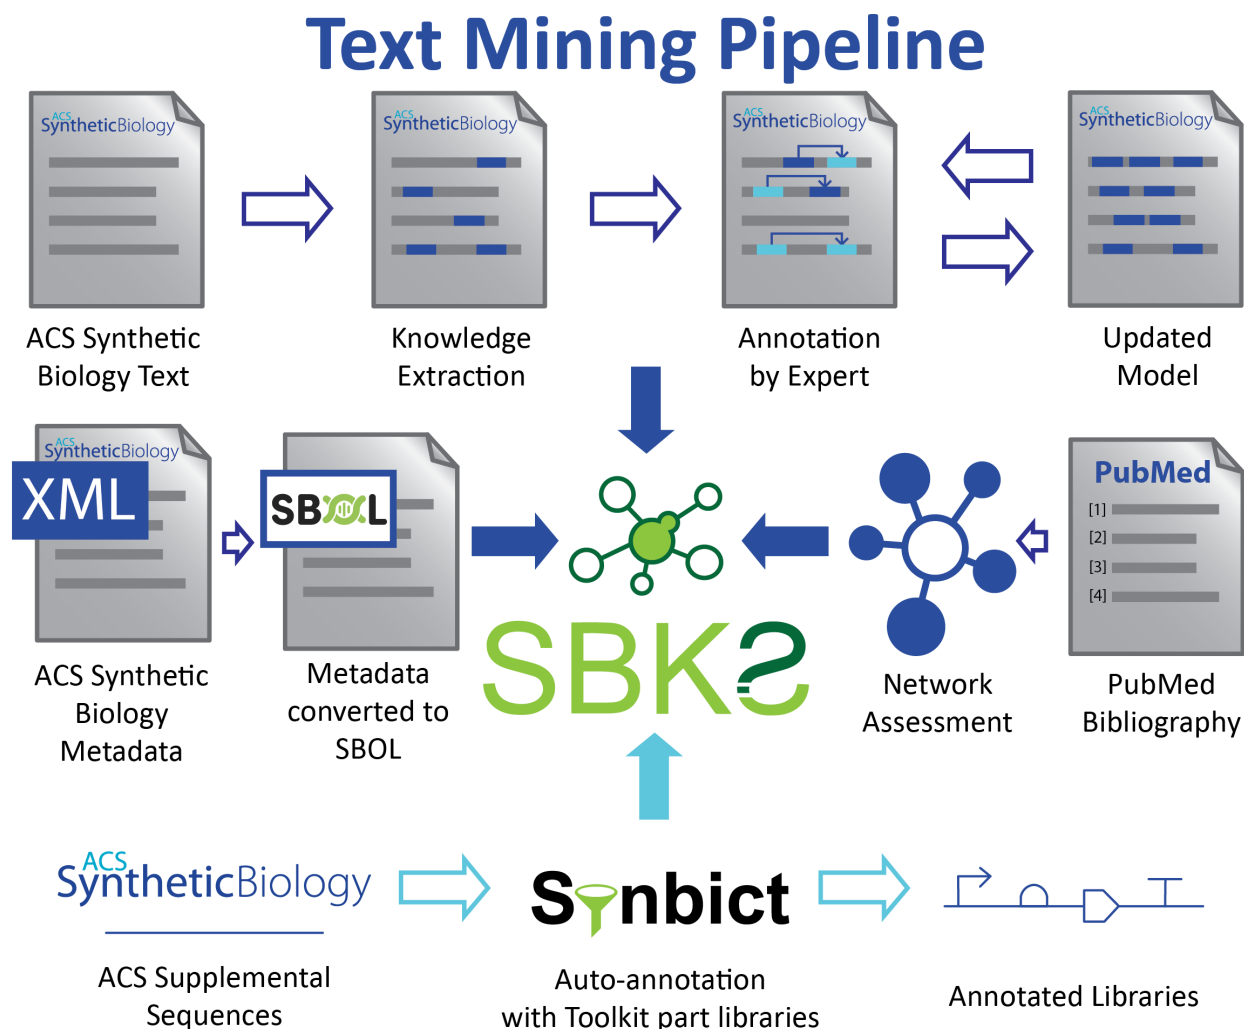 Text Mining Pipeline
ACS
SyntheticBiology
ACS
SyntheticBiology
ACS
SyntheticBiology
ACS
SyntheticBiology
ACS Synthetic
Biology Text
Knowledge
Extraction
Annotation
by Expert
Updated
Model
ACS
SyntheticBiology
XML
SBOL
PubMed
[1]
[2]
[3]
[4]
SBKS
ACS Synthetic
Biology
Metadata
Metadata
converted to
SBOL
Network
Assessment
PubMed
Bibliography
ACS
SyntheticBiology
Synbict
ACS Supplemental
Sequences
Auto-annotation
with Toolkit part libraries
Annotated Libraries